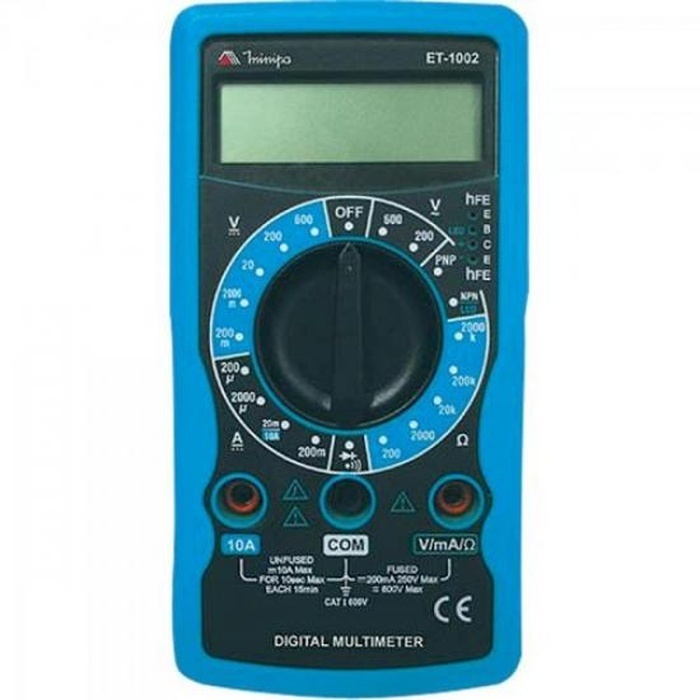 Minipa ET-1002
hFE
E
B
C
E
hFE
LED
PNP
NPN
LED
OFF
600
200
V
V
600
200
20
2000
m
200
m
200
µ
2000
µ
A
20m
10A
200m
200
2000
20k
200k
2000
k
Ω
10A COM V/mA/Ω
UNFUSED
10A Max
FOR 10sec Max
EACH 15min
FUSED
200mA 250V Max
600V Max
CAT I 600V
CE
DIGITAL MULTIMETER